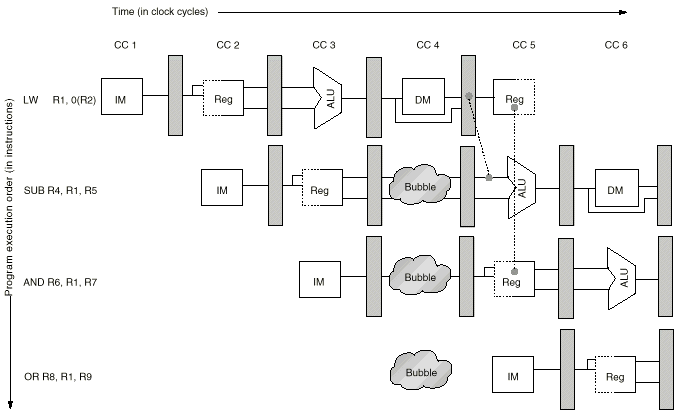 Time (in clock cycles)
CC 1 CC 2 CC 3 CC 4 CC 5 CC 6
Program execution order (in instructions)
LW R1, 0(R2) IM Reg ALU DM Reg
SUB R4, R1, R5 IM Reg Bubble ALU DM
AND R6, R1, R7 IM Bubble Reg ALU
OR R8, R1, R9 Bubble IM Reg